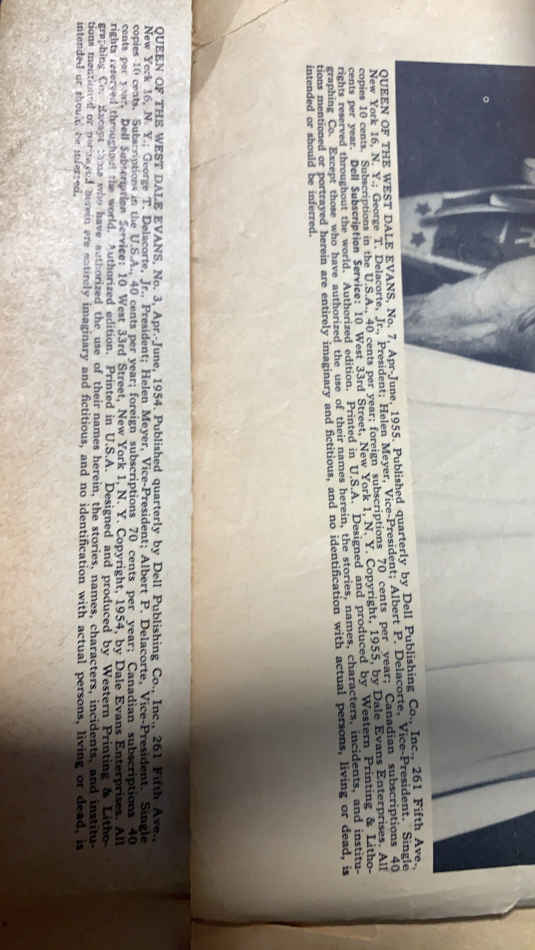 QUEEN OF THE WEST DALE EVANS, No. 7, Apr-June, 1955. Published quarterly by Dell Publishing Co., Inc., 261 Fifth Ave.,
New York 16, N. Y.; George T. Delacorte, Jr., President; Helen Meyer, Vice-President; Albert P. Delacorte, Vice-President. Single
copies 10 cents. Subscriptions in the U.S.A., 40 cents per year; foreign subscriptions 70 cents per year; Canadian subscriptions 40
cents per year. Dell Subscription Service: 10 West 33rd Street, New York 1, N. Y. Copyright, 1955, by Dale Evans Enterprises. All
rights reserved throughout the world. Authorized edition. Printed in U.S.A. Designed and produced by Western Printing & Litho-
graphing Co. Except those who have authorized the use of their names herein, the stories, names, characters, incidents, and institu-
tions mentioned or portrayed herein are entirely imaginary and fictitious, and no identification with actual persons, living or dead, is
intended or should be inferred.
QUEEN OF THE WEST DALE EVANS, No. 3, Apr.-June, 1954. Published quarterly by Dell Publishing Co., Inc., 261 Fifth Ave.,
New York 16, N. Y.; George T. Delacorte, Jr., President; Helen Meyer, Vice-President; Albert P. Delacorte, Vice-President. Single
copies 10 cents. Subscriptions in the U.S.A., 40 cents per year; foreign subscriptions 70 cents per year; Canadian subscriptions 40
cents per year. Dell Subscription Service: 10 West 33rd Street, New York 1, N. Y. Copyright, 1954, by Dale Evans Enterprises. All
rights reserved throughout the world. Authorized edition. Printed in U.S.A. Designed and produced by Western Printing & Litho-
graphing Co. Except those who have authorized the use of their names herein, the stories, names, characters, incidents, and institu-
tions mentioned or portrayed herein are entirely imaginary and fictitious, and no identification with actual persons, living or dead, is
intended or should be inferred.